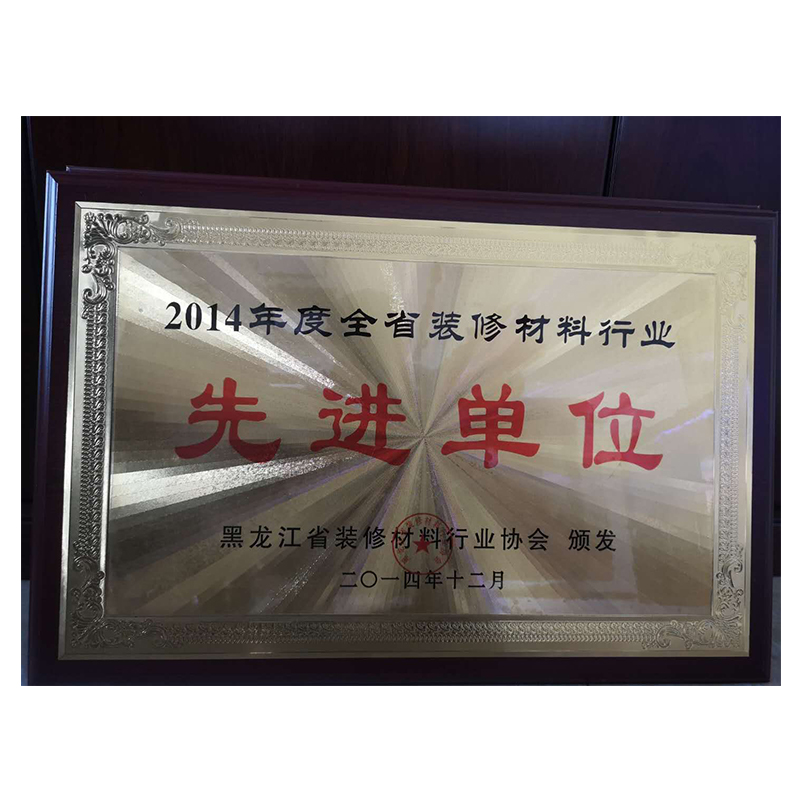 2014年度全省装修材料行业
先进单位
黑龙江省装修材料行业协会 颁发
二〇一四年十二月